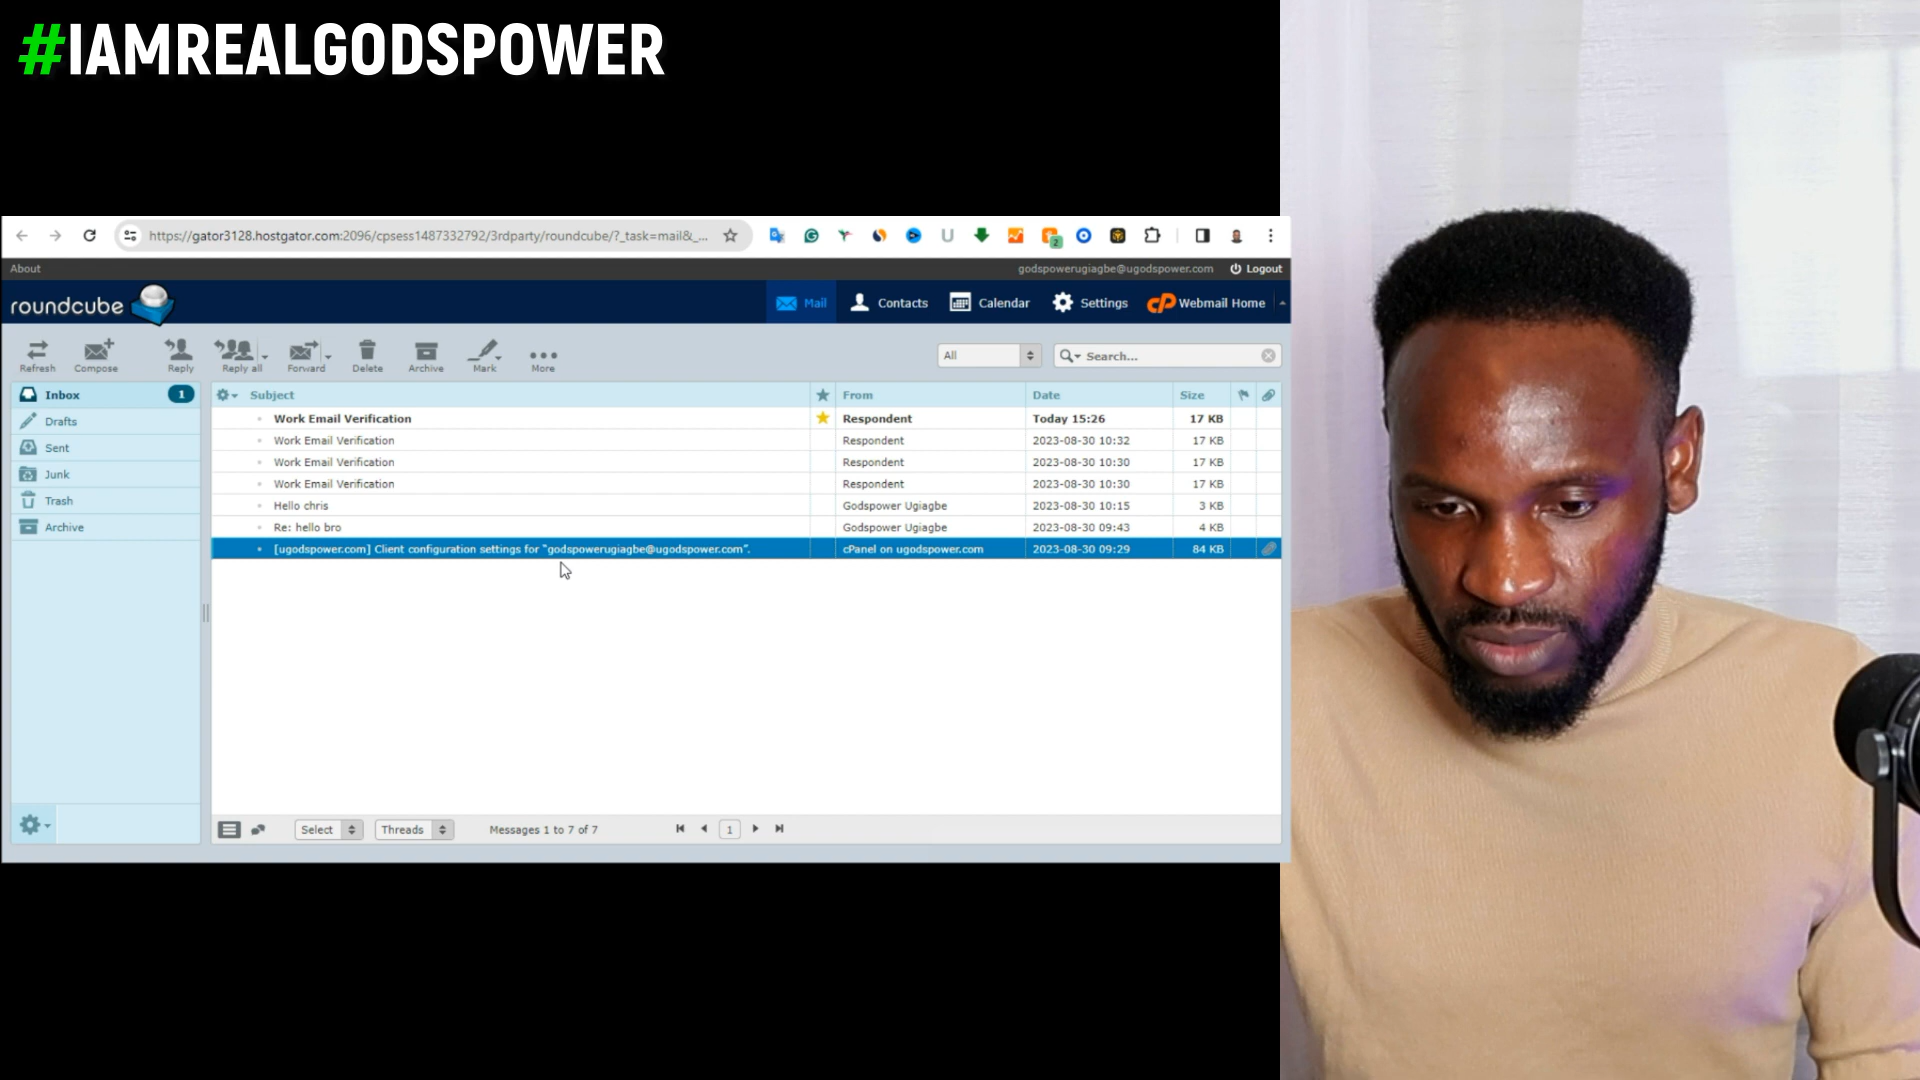 #IAMREALGODSPOWER
https://gator3128.hostgator.com:2096/cpsess1487332792/3rdparty/roundcube/?_task=mail&_...
2
About
godspowerugiagbe@ugodspower.com Logout
roundcube
Mail Contacts Calendar Settings cP Webmail Home
Refresh Compose Reply Reply all Forward Delete Archive Mark More
All Search...
Inbox 1
Drafts
Sent
Junk
Trash
Archive
Subject From Date Size
Work Email Verification Respondent Today 15:26 17 KB
Work Email Verification Respondent 2023-08-30 10:32 17 KB
Work Email Verification Respondent 2023-08-30 10:30 17 KB
Work Email Verification Respondent 2023-08-30 10:30 17 KB
Hello chris Godspower Ugiagbe 2023-08-30 10:15 3 KB
Re: hello bro Godspower Ugiagbe 2023-08-30 09:43 4 KB
[ugodspower.com] Client configuration settings for "godspowerugiagbe@ugodspower.com". cPanel on ugodspower.com 2023-08-30 09:29 84 KB
Select Threads Messages 1 to 7 of 7 1